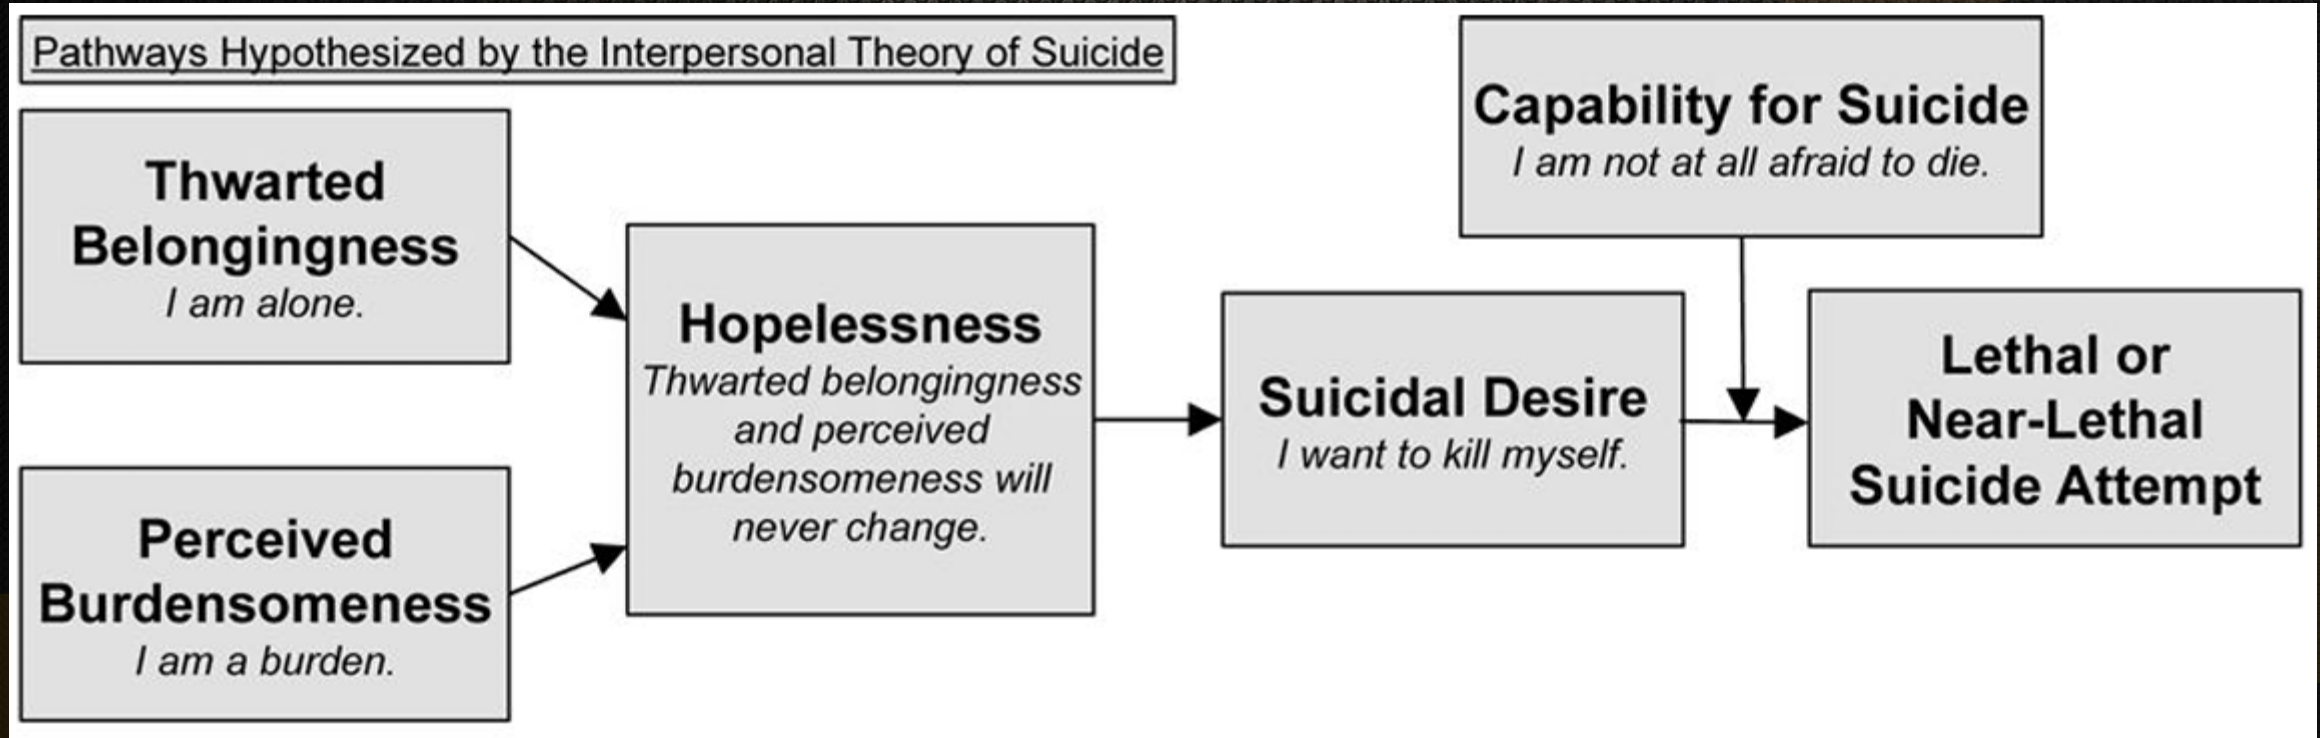 Pathways Hypothesized by the Interpersonal Theory of Suicide
Thwarted
Belongingness
I am alone.
Perceived
Burdensomeness
I am a burden.
Hopelessness
Thwarted belongingness
and perceived
burdensomeness will
never change.
Suicidal Desire
I want to kill myself.
Capability for Suicide
I am not at all afraid to die.
Lethal or
Near-Lethal
Suicide Attempt